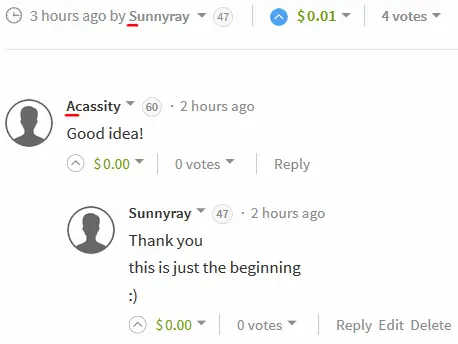 3 hours ago by Sunnyray 47 $0.01 4 votes
Acassity 60 · 2 hours ago
Good idea!
$0.00 0 votes Reply
Sunnyray 47 · 2 hours ago
Thank you
this is just the beginning
:)
$0.00 0 votes Reply Edit Delete